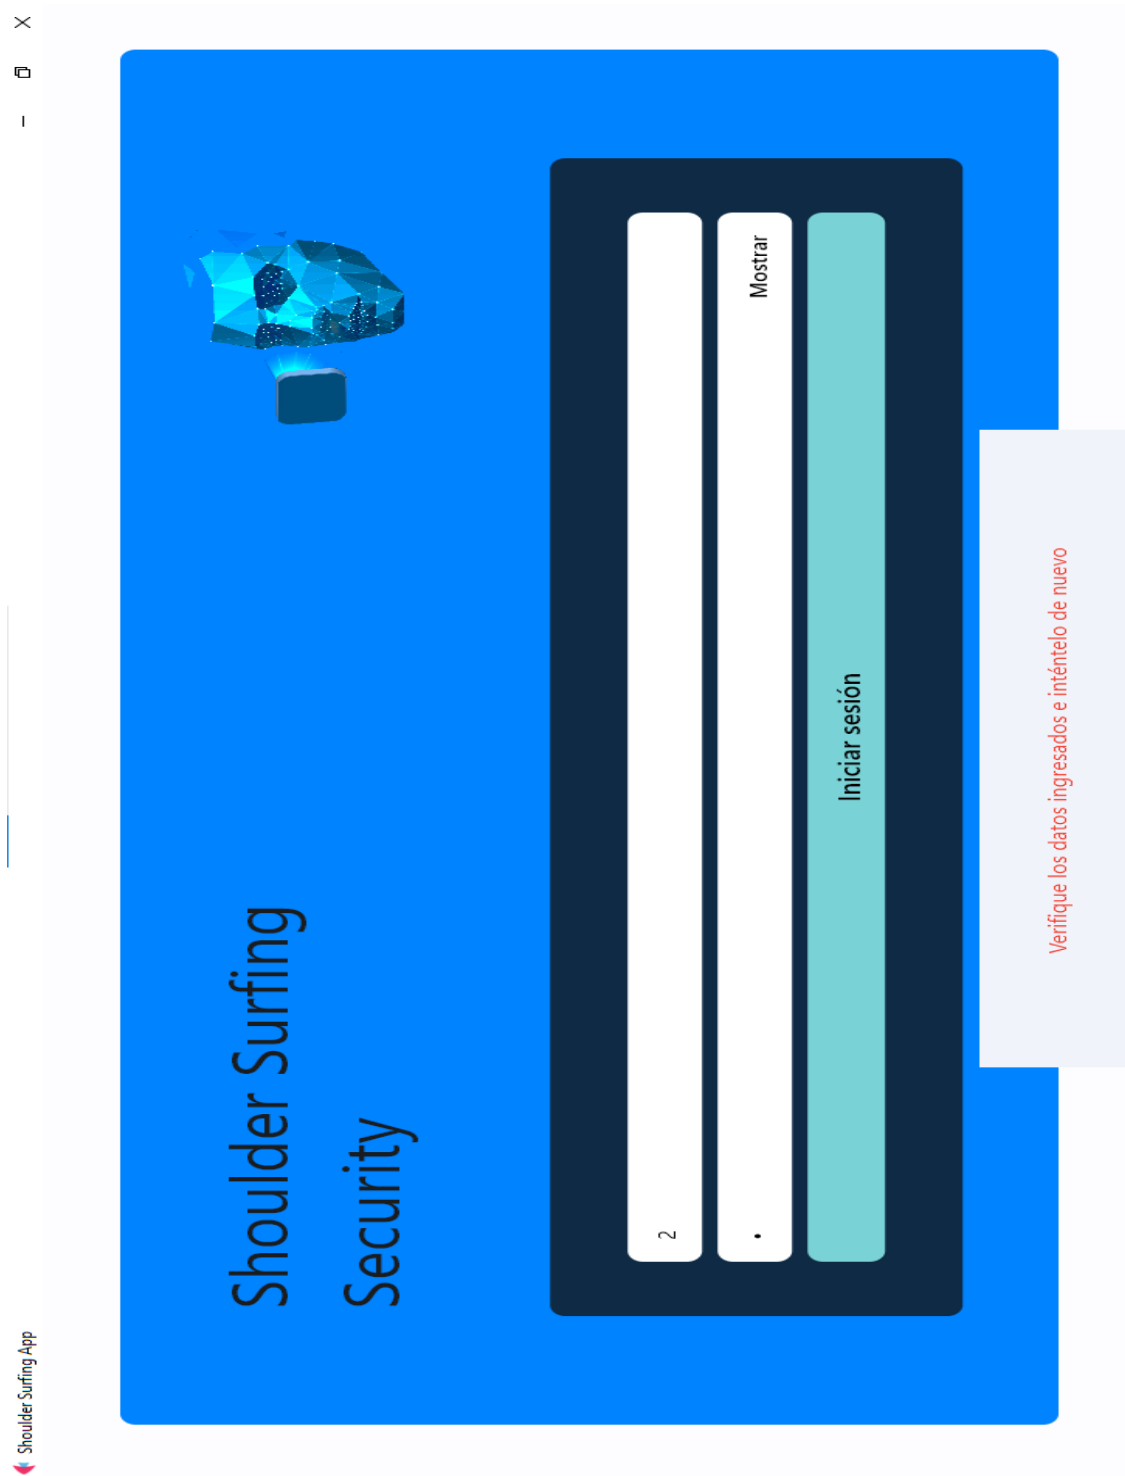 Shoulder Surfing App
Shoulder Surfing
Security
2
•
Mostrar
Iniciar sesión
Verifique los datos ingresados e inténtelo de nuevo